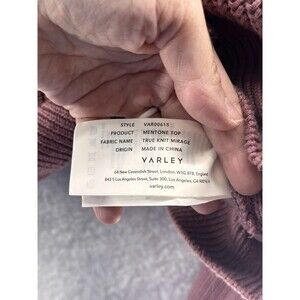 STYLE VAR00615
PRODUCT MENTONE TOP
FABRIC NAME TRUE KNIT MIRAGE
ORIGIN MADE IN CHINA
VARLEY
64 New Cavendish Street, London, W1G 8TB, England
843 S Los Angeles Street, Suite 300, Los Angeles, CA 90014
varley.com